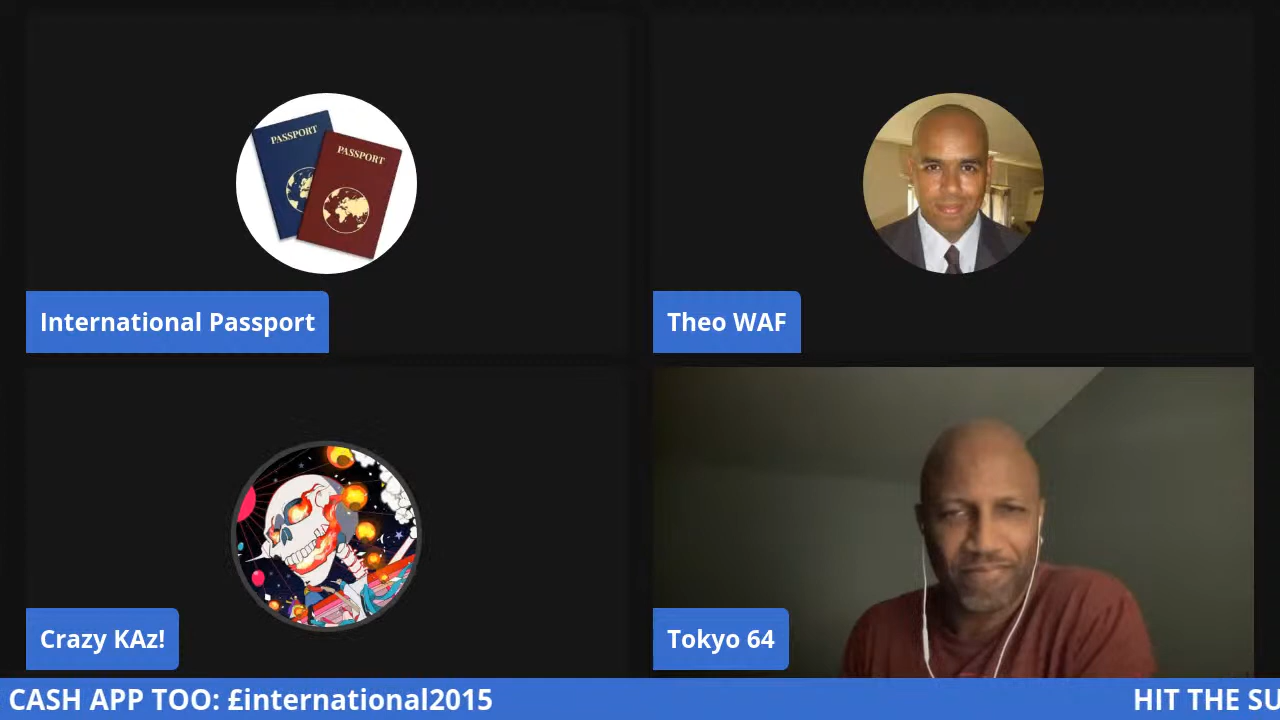 PASSPORT
PASSPORT
International Passport
Theo WAF
Crazy KAz!
Tokyo 64
CASH APP TOO: £international2015
HIT THE SU